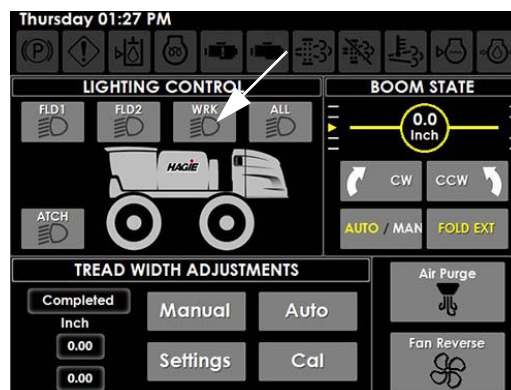 Thursday 01:27 PM
LIGHTING CONTROL
FLD1 FLD2 WRK ALL
HAGIE
ATCH
BOOM STATE
0.0
Inch
CW CCW
AUTO / MAN FOLD EXT
TREAD WIDTH ADJUSTMENTS
Completed
Inch
0.00
0.00
Manual Auto
Settings Cal
Air Purge
Fan Reverse